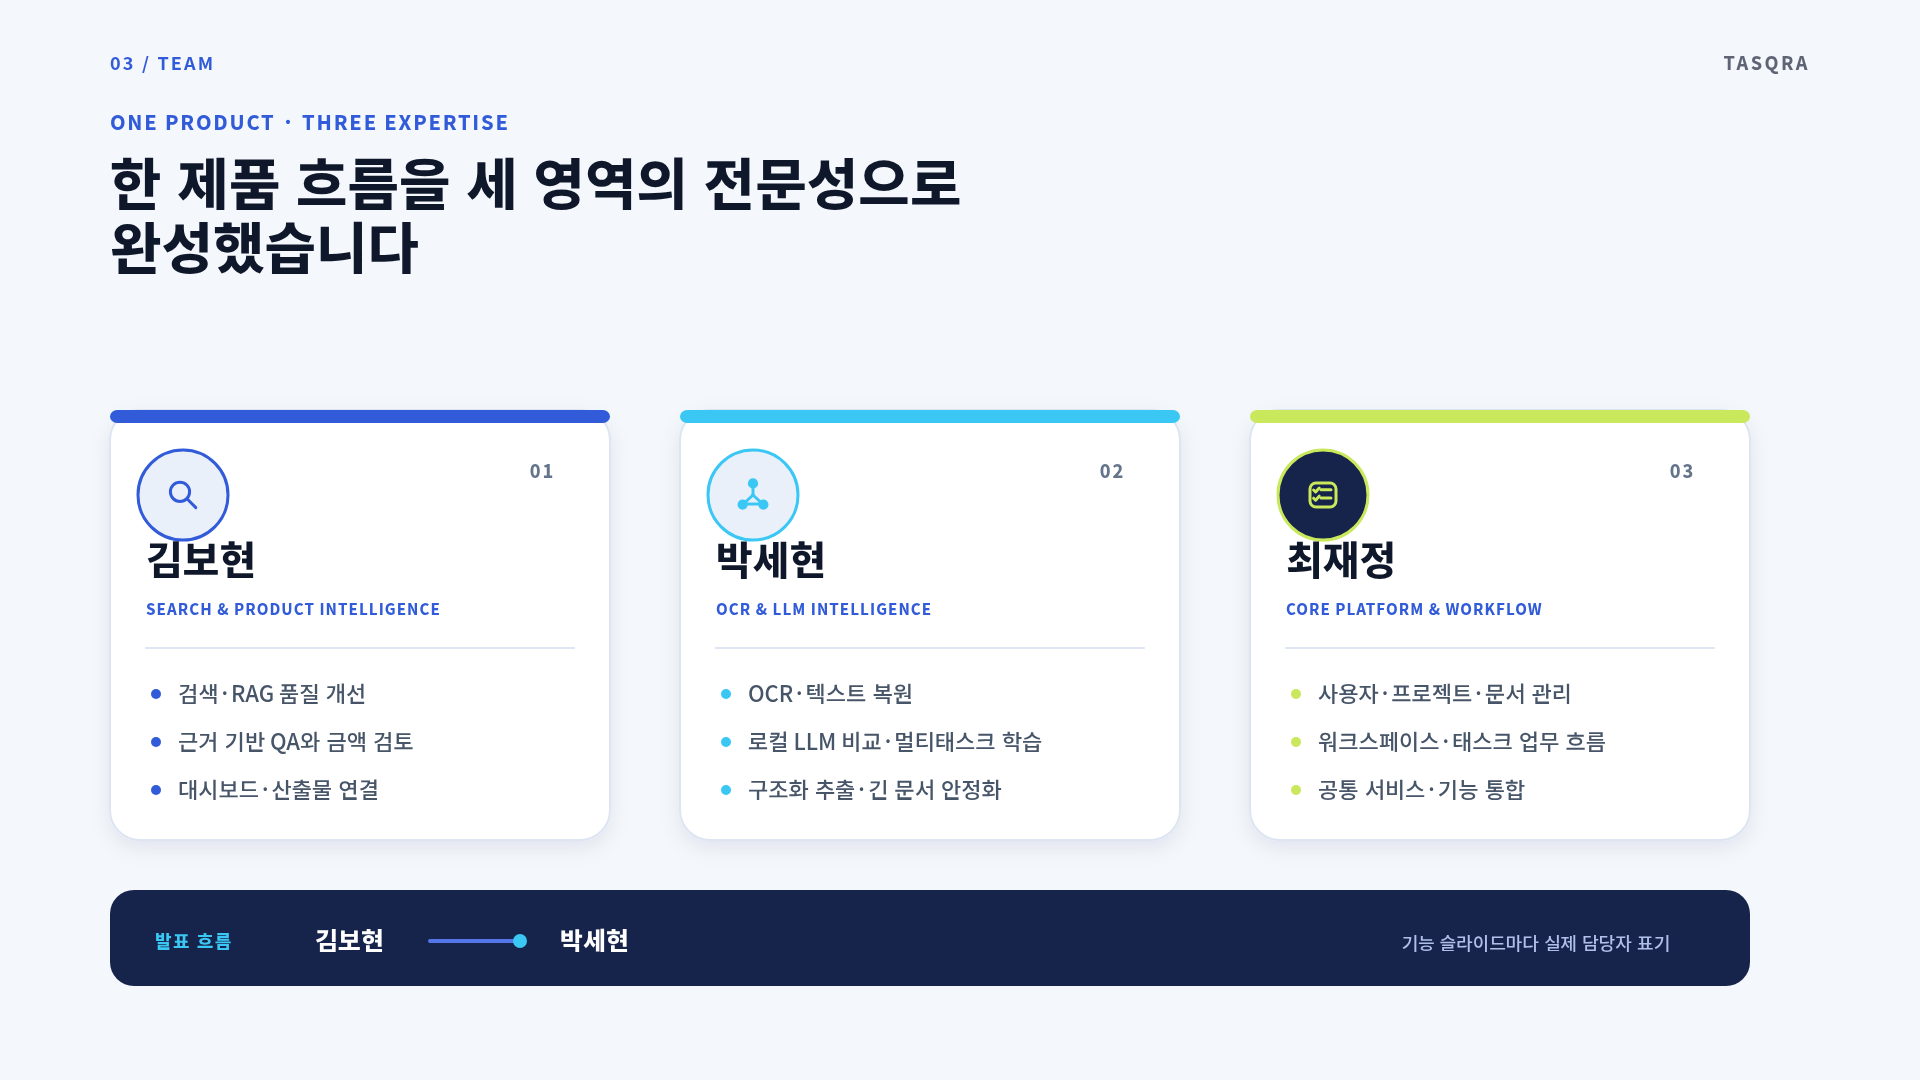 03 / TEAM
TASQRA
ONE PRODUCT · THREE EXPERTISE
한 제품 흐름을 세 영역의 전문성으로
완성했습니다
01
김보현
SEARCH & PRODUCT INTELLIGENCE
검색·RAG 품질 개선
근거 기반 QA와 금액 검토
대시보드·산출물 연결
02
박세현
OCR & LLM INTELLIGENCE
OCR·텍스트 복원
로컬 LLM 비교·멀티태스크 학습
구조화 추출·긴 문서 안정화
03
최재정
CORE PLATFORM & WORKFLOW
사용자·프로젝트·문서 관리
워크스페이스·태스크 업무 흐름
공통 서비스·기능 통합
발표 흐름
김보현
박세현
기능 슬라이드마다 실제 담당자 표기